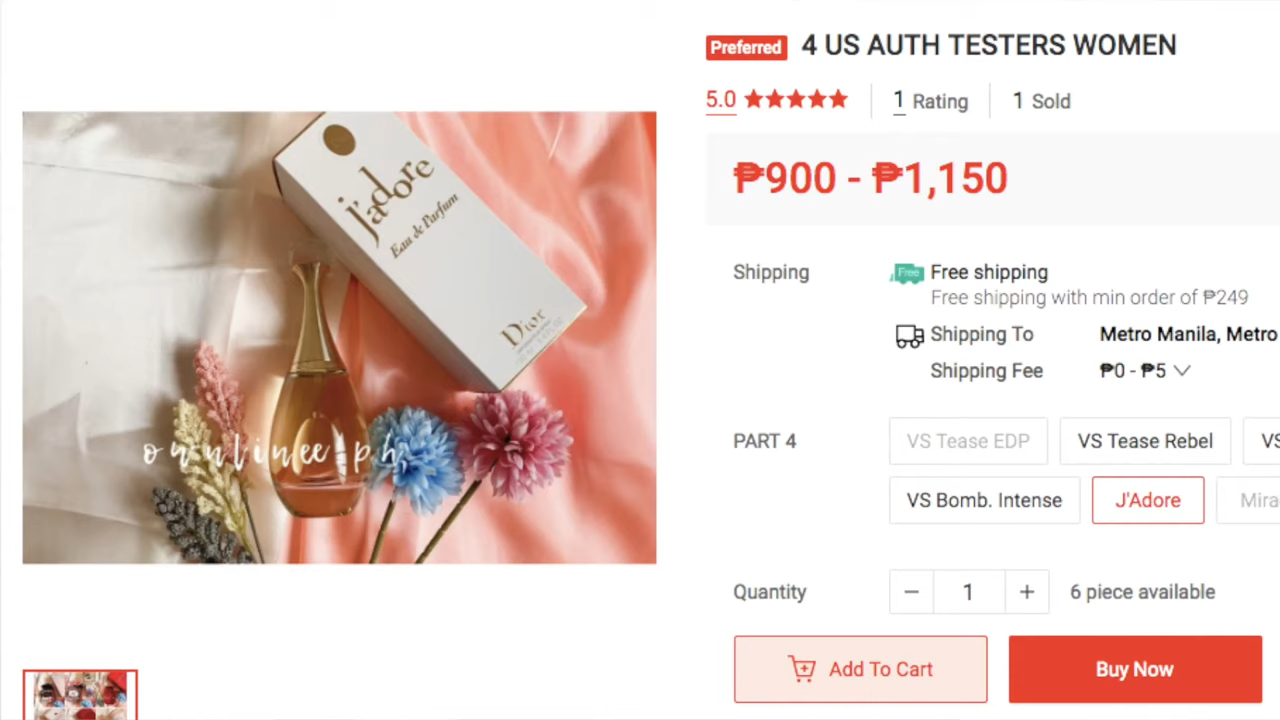 Preferred 4 US AUTH TESTERS WOMEN
5.0
1 Rating
1 Sold
₱900 - ₱1,150
Shipping
Free
Free shipping
Free shipping with min order of ₱249
Shipping To
Metro Manila, Metro
Shipping Fee
₱0 - ₱5
PART 4
VS Tease EDP
VS Tease Rebel
VS
VS Bomb. Intense
J'Adore
Mira
Quantity
−
1
+
6 piece available
Add To Cart
Buy Now
j'adore
Eau de Parfum
Dior